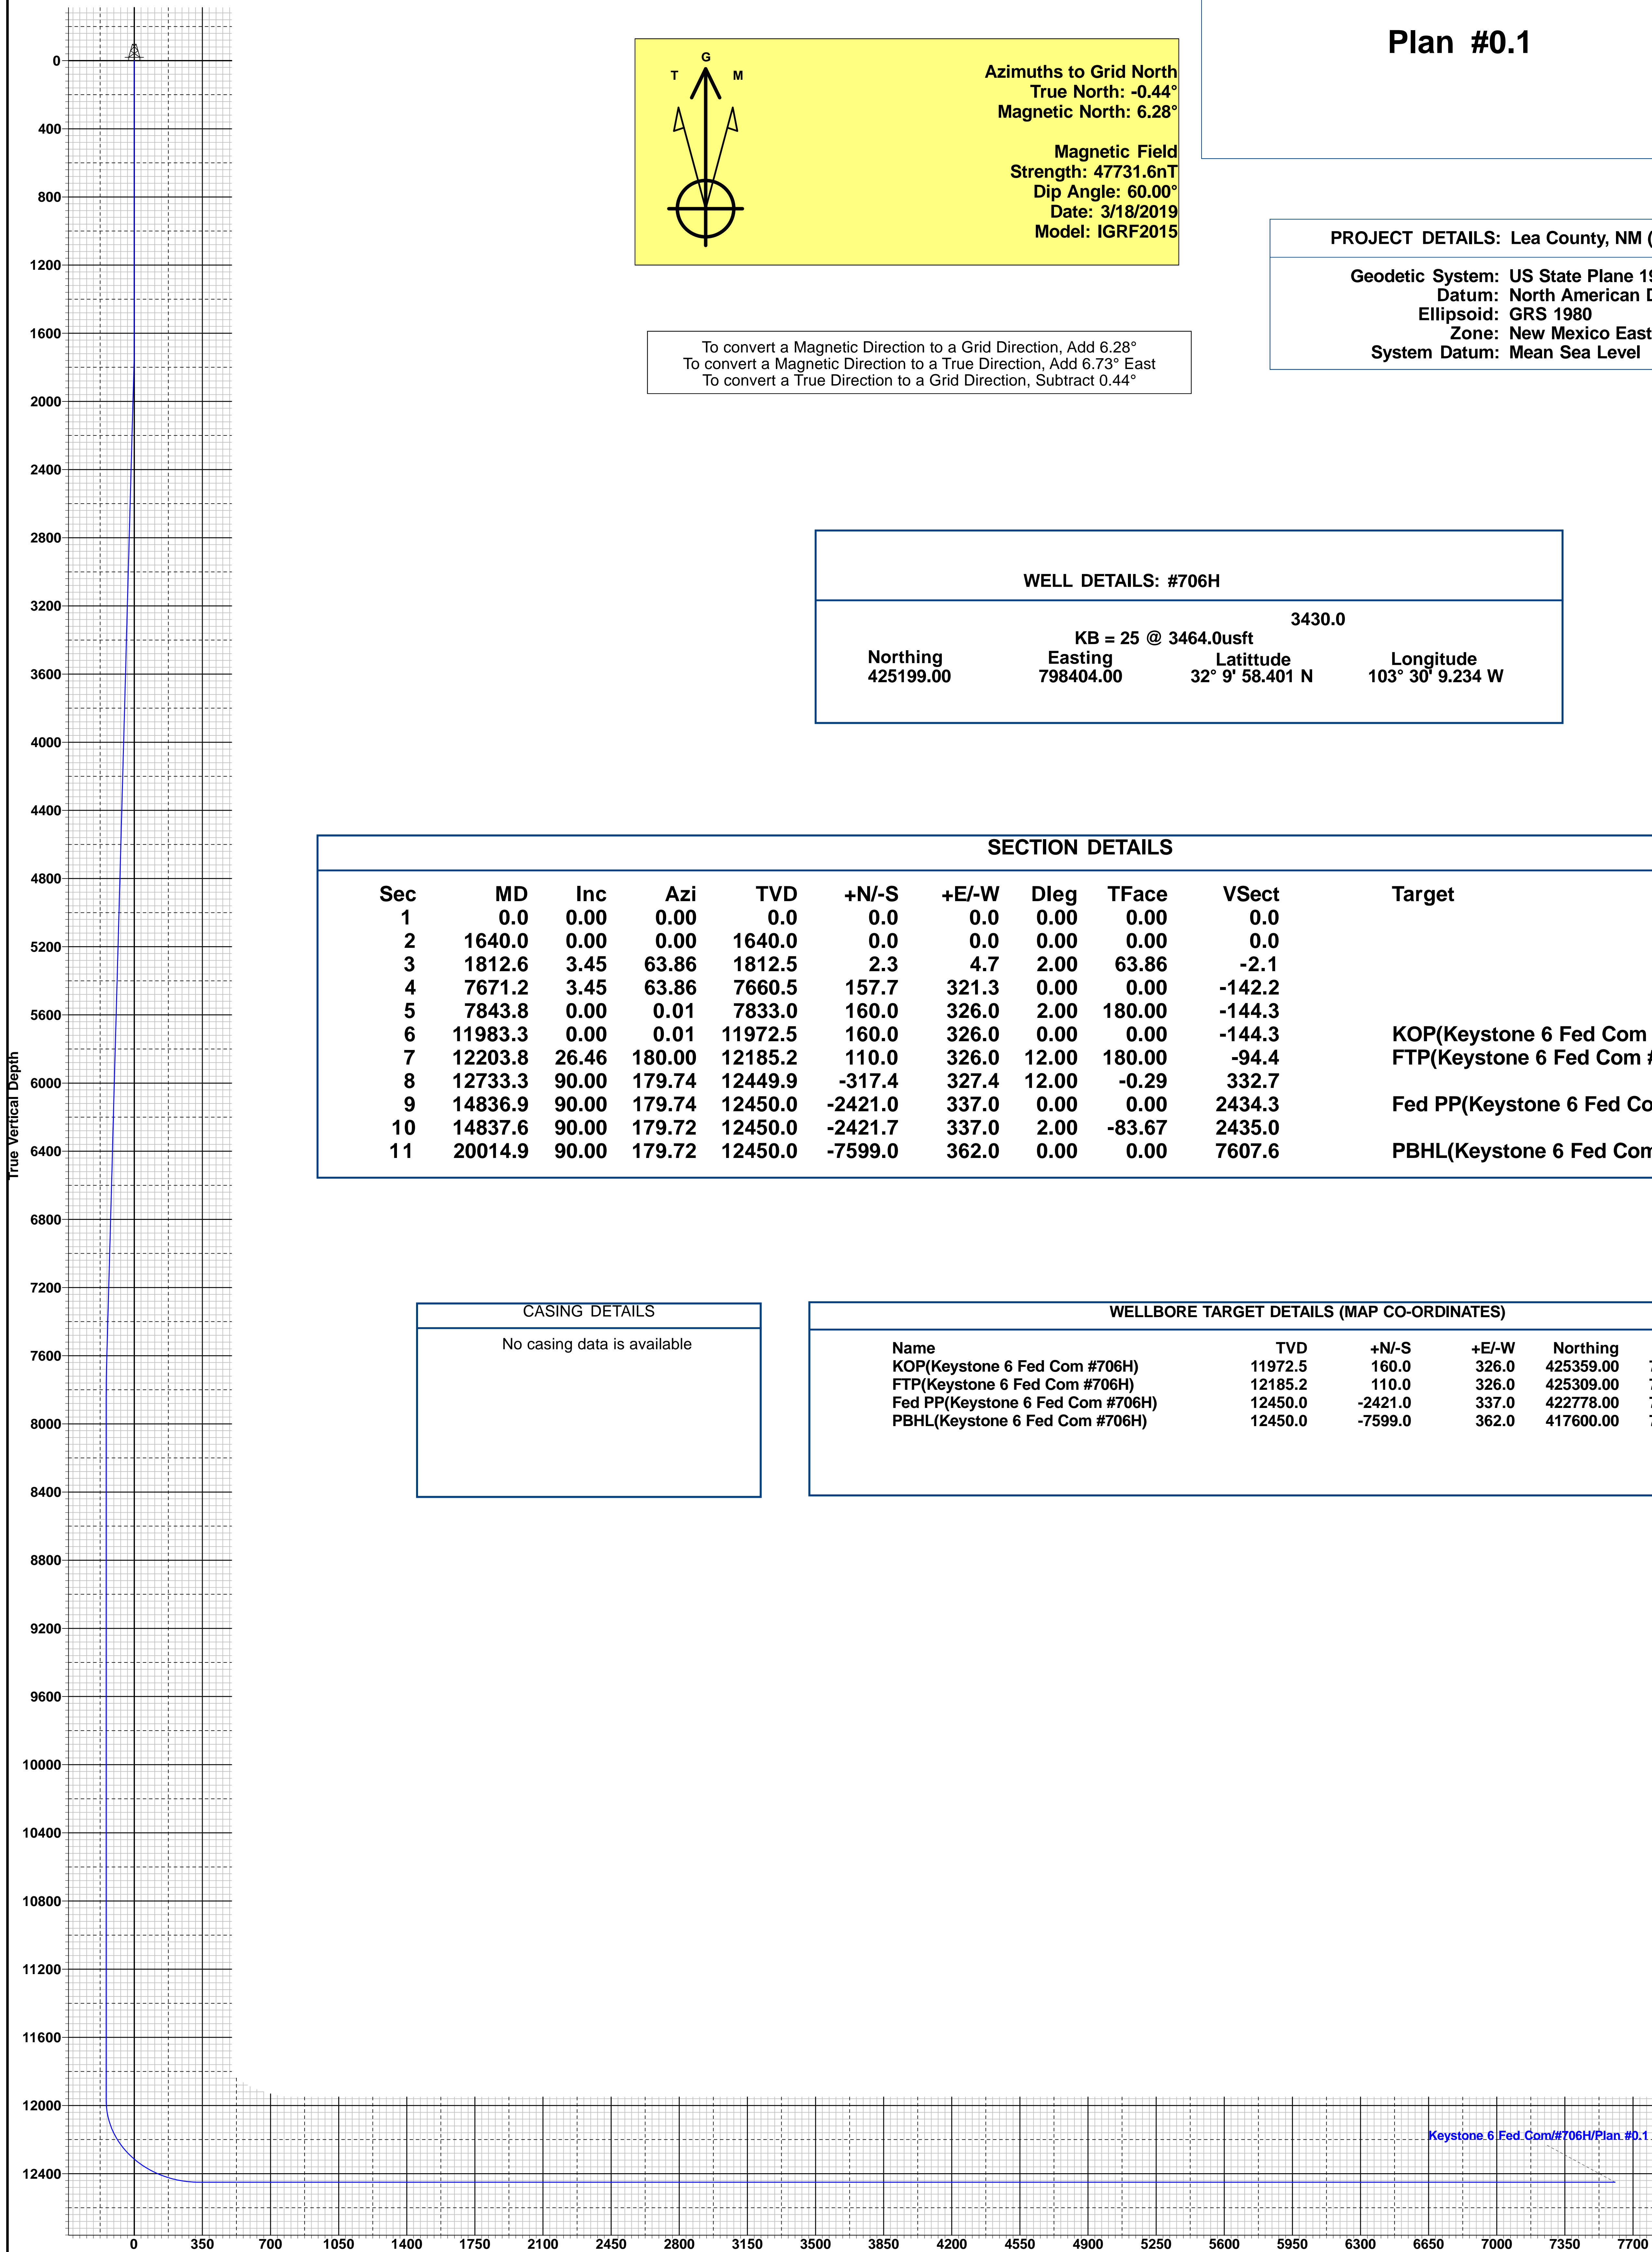 Plan #0.1
G
T M
Azimuths to Grid North
True North: -0.44°
Magnetic North: 6.28°
Magnetic Field
Strength: 47731.6nT
Dip Angle: 60.00°
Date: 3/18/2019
Model: IGRF2015
PROJECT DETAILS: Lea County, NM (
Geodetic System: US State Plane 19
Datum: North American D
Ellipsoid: GRS 1980
Zone: New Mexico East
System Datum: Mean Sea Level
To convert a Magnetic Direction to a Grid Direction, Add 6.28°
To convert a Magnetic Direction to a True Direction, Add 6.73° East
To convert a True Direction to a Grid Direction, Subtract 0.44°
WELL DETAILS: #706H
3430.0
KB = 25 @ 3464.0usft
Northing Easting Latittude Longitude
425199.00 798404.00 32° 9' 58.401 N 103° 30' 9.234 W
SECTION DETAILS
Sec MD Inc Azi TVD +N/-S +E/-W Dleg TFace VSect Target
1 0.0 0.00 0.00 0.0 0.0 0.0 0.00 0.00 0.0
2 1640.0 0.00 0.00 1640.0 0.0 0.0 0.00 0.00 0.0
3 1812.6 3.45 63.86 1812.5 2.3 4.7 2.00 63.86 -2.1
4 7671.2 3.45 63.86 7660.5 157.7 321.3 0.00 0.00 -142.2
5 7843.8 0.00 0.01 7833.0 160.0 326.0 2.00 180.00 -144.3
6 11983.3 0.00 0.01 11972.5 160.0 326.0 0.00 0.00 -144.3 KOP(Keystone 6 Fed Com
7 12203.8 26.46 180.00 12185.2 110.0 326.0 12.00 180.00 -94.4 FTP(Keystone 6 Fed Com #
8 12733.3 90.00 179.74 12449.9 -317.4 327.4 12.00 -0.29 332.7
9 14836.9 90.00 179.74 12450.0 -2421.0 337.0 0.00 0.00 2434.3 Fed PP(Keystone 6 Fed Co
10 14837.6 90.00 179.72 12450.0 -2421.7 337.0 2.00 -83.67 2435.0
11 20014.9 90.00 179.72 12450.0 -7599.0 362.0 0.00 0.00 7607.6 PBHL(Keystone 6 Fed Com
CASING DETAILS
No casing data is available
WELLBORE TARGET DETAILS (MAP CO-ORDINATES)
Name TVD +N/-S +E/-W Northing
KOP(Keystone 6 Fed Com #706H) 11972.5 160.0 326.0 425359.00
FTP(Keystone 6 Fed Com #706H) 12185.2 110.0 326.0 425309.00
Fed PP(Keystone 6 Fed Com #706H) 12450.0 -2421.0 337.0 422778.00
PBHL(Keystone 6 Fed Com #706H) 12450.0 -7599.0 362.0 417600.00
True Vertical Depth
0
400
800
1200
1600
2000
2400
2800
3200
3600
4000
4400
4800
5200
5600
6000
6400
6800
7200
7600
8000
8400
8800
9200
9600
10000
10400
10800
11200
11600
12000
12400
Keystone 6 Fed Com/#706H/Plan #0.1
0 350 700 1050 1400 1750 2100 2450 2800 3150 3500 3850 4200 4550 4900 5250 5600 5950 6300 6650 7000 7350 7700